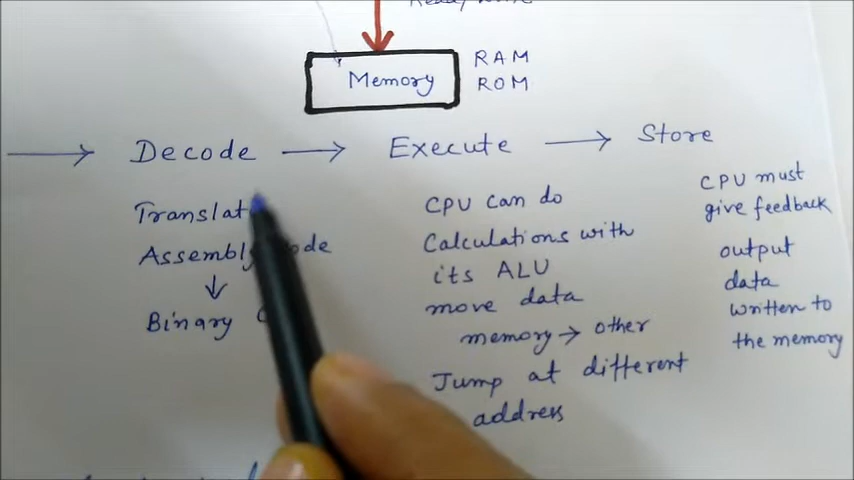 Memory
RAM
ROM
Decode
Execute
Store
Assembly
Binary
CPU can do
Calculations with
its ALU
move data
memory → other
Jump at different
address
CPU must
give feedback
output
data
written to
the memory